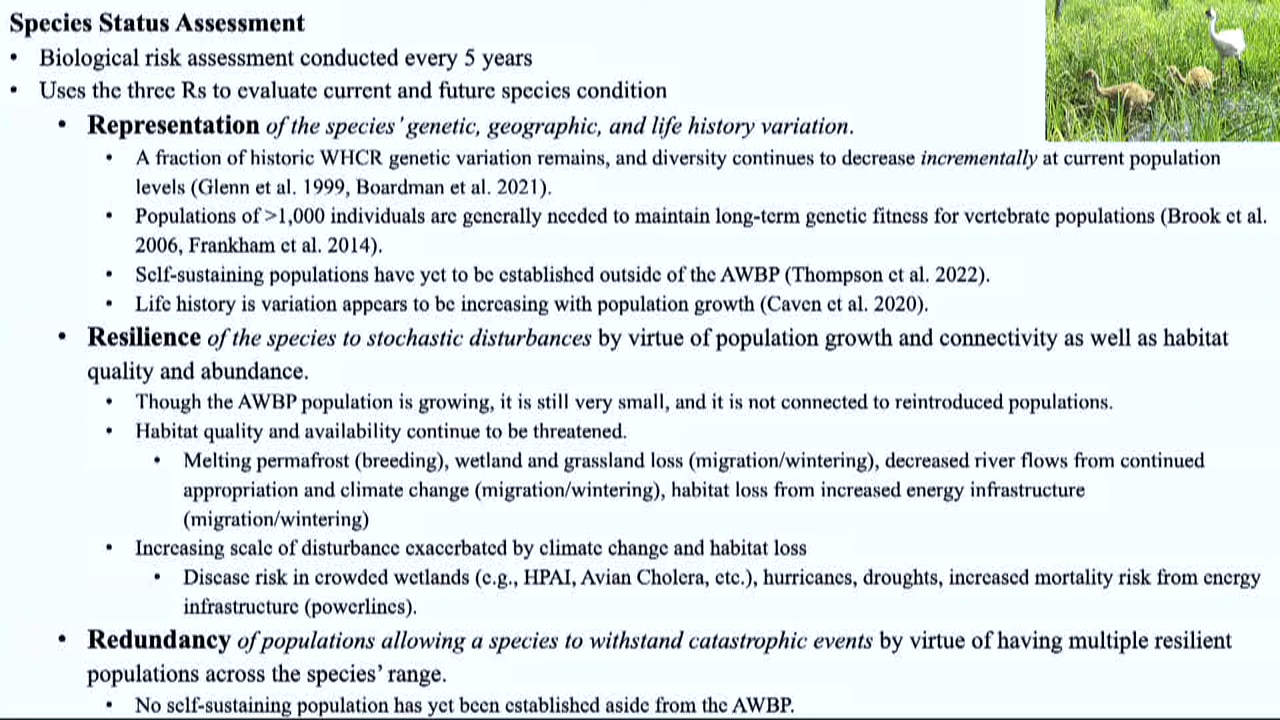 Species Status Assessment
• Biological risk assessment conducted every 5 years
• Uses the three Rs to evaluate current and future species condition
• Representation of the species' genetic, geographic, and life history variation.
• A fraction of historic WHCR genetic variation remains, and diversity continues to decrease incrementally at current population
levels (Glenn et al. 1999, Boardman et al. 2021).
• Populations of >1,000 individuals are generally needed to maintain long-term genetic fitness for vertebrate populations (Brook et al.
2006, Frankham et al. 2014).
• Self-sustaining populations have yet to be established outside of the AWBP (Thompson et al. 2022).
• Life history is variation appears to be increasing with population growth (Caven et al. 2020).
• Resilience of the species to stochastic disturbances by virtue of population growth and connectivity as well as habitat
quality and abundance.
• Though the AWBP population is growing, it is still very small, and it is not connected to reintroduced populations.
• Habitat quality and availability continue to be threatened.
• Melting permafrost (breeding), wetland and grassland loss (migration/wintering), decreased river flows from continued
appropriation and climate change (migration/wintering), habitat loss from increased energy infrastructure
(migration/wintering)
• Increasing scale of disturbance exacerbated by climate change and habitat loss
• Disease risk in crowded wetlands (e.g., HPAI, Avian Cholera, etc.), hurricanes, droughts, increased mortality risk from energy
infrastructure (powerlines).
• Redundancy of populations allowing a species to withstand catastrophic events by virtue of having multiple resilient
populations across the species' range.
• No self-sustaining population has yet been established aside from the AWBP.